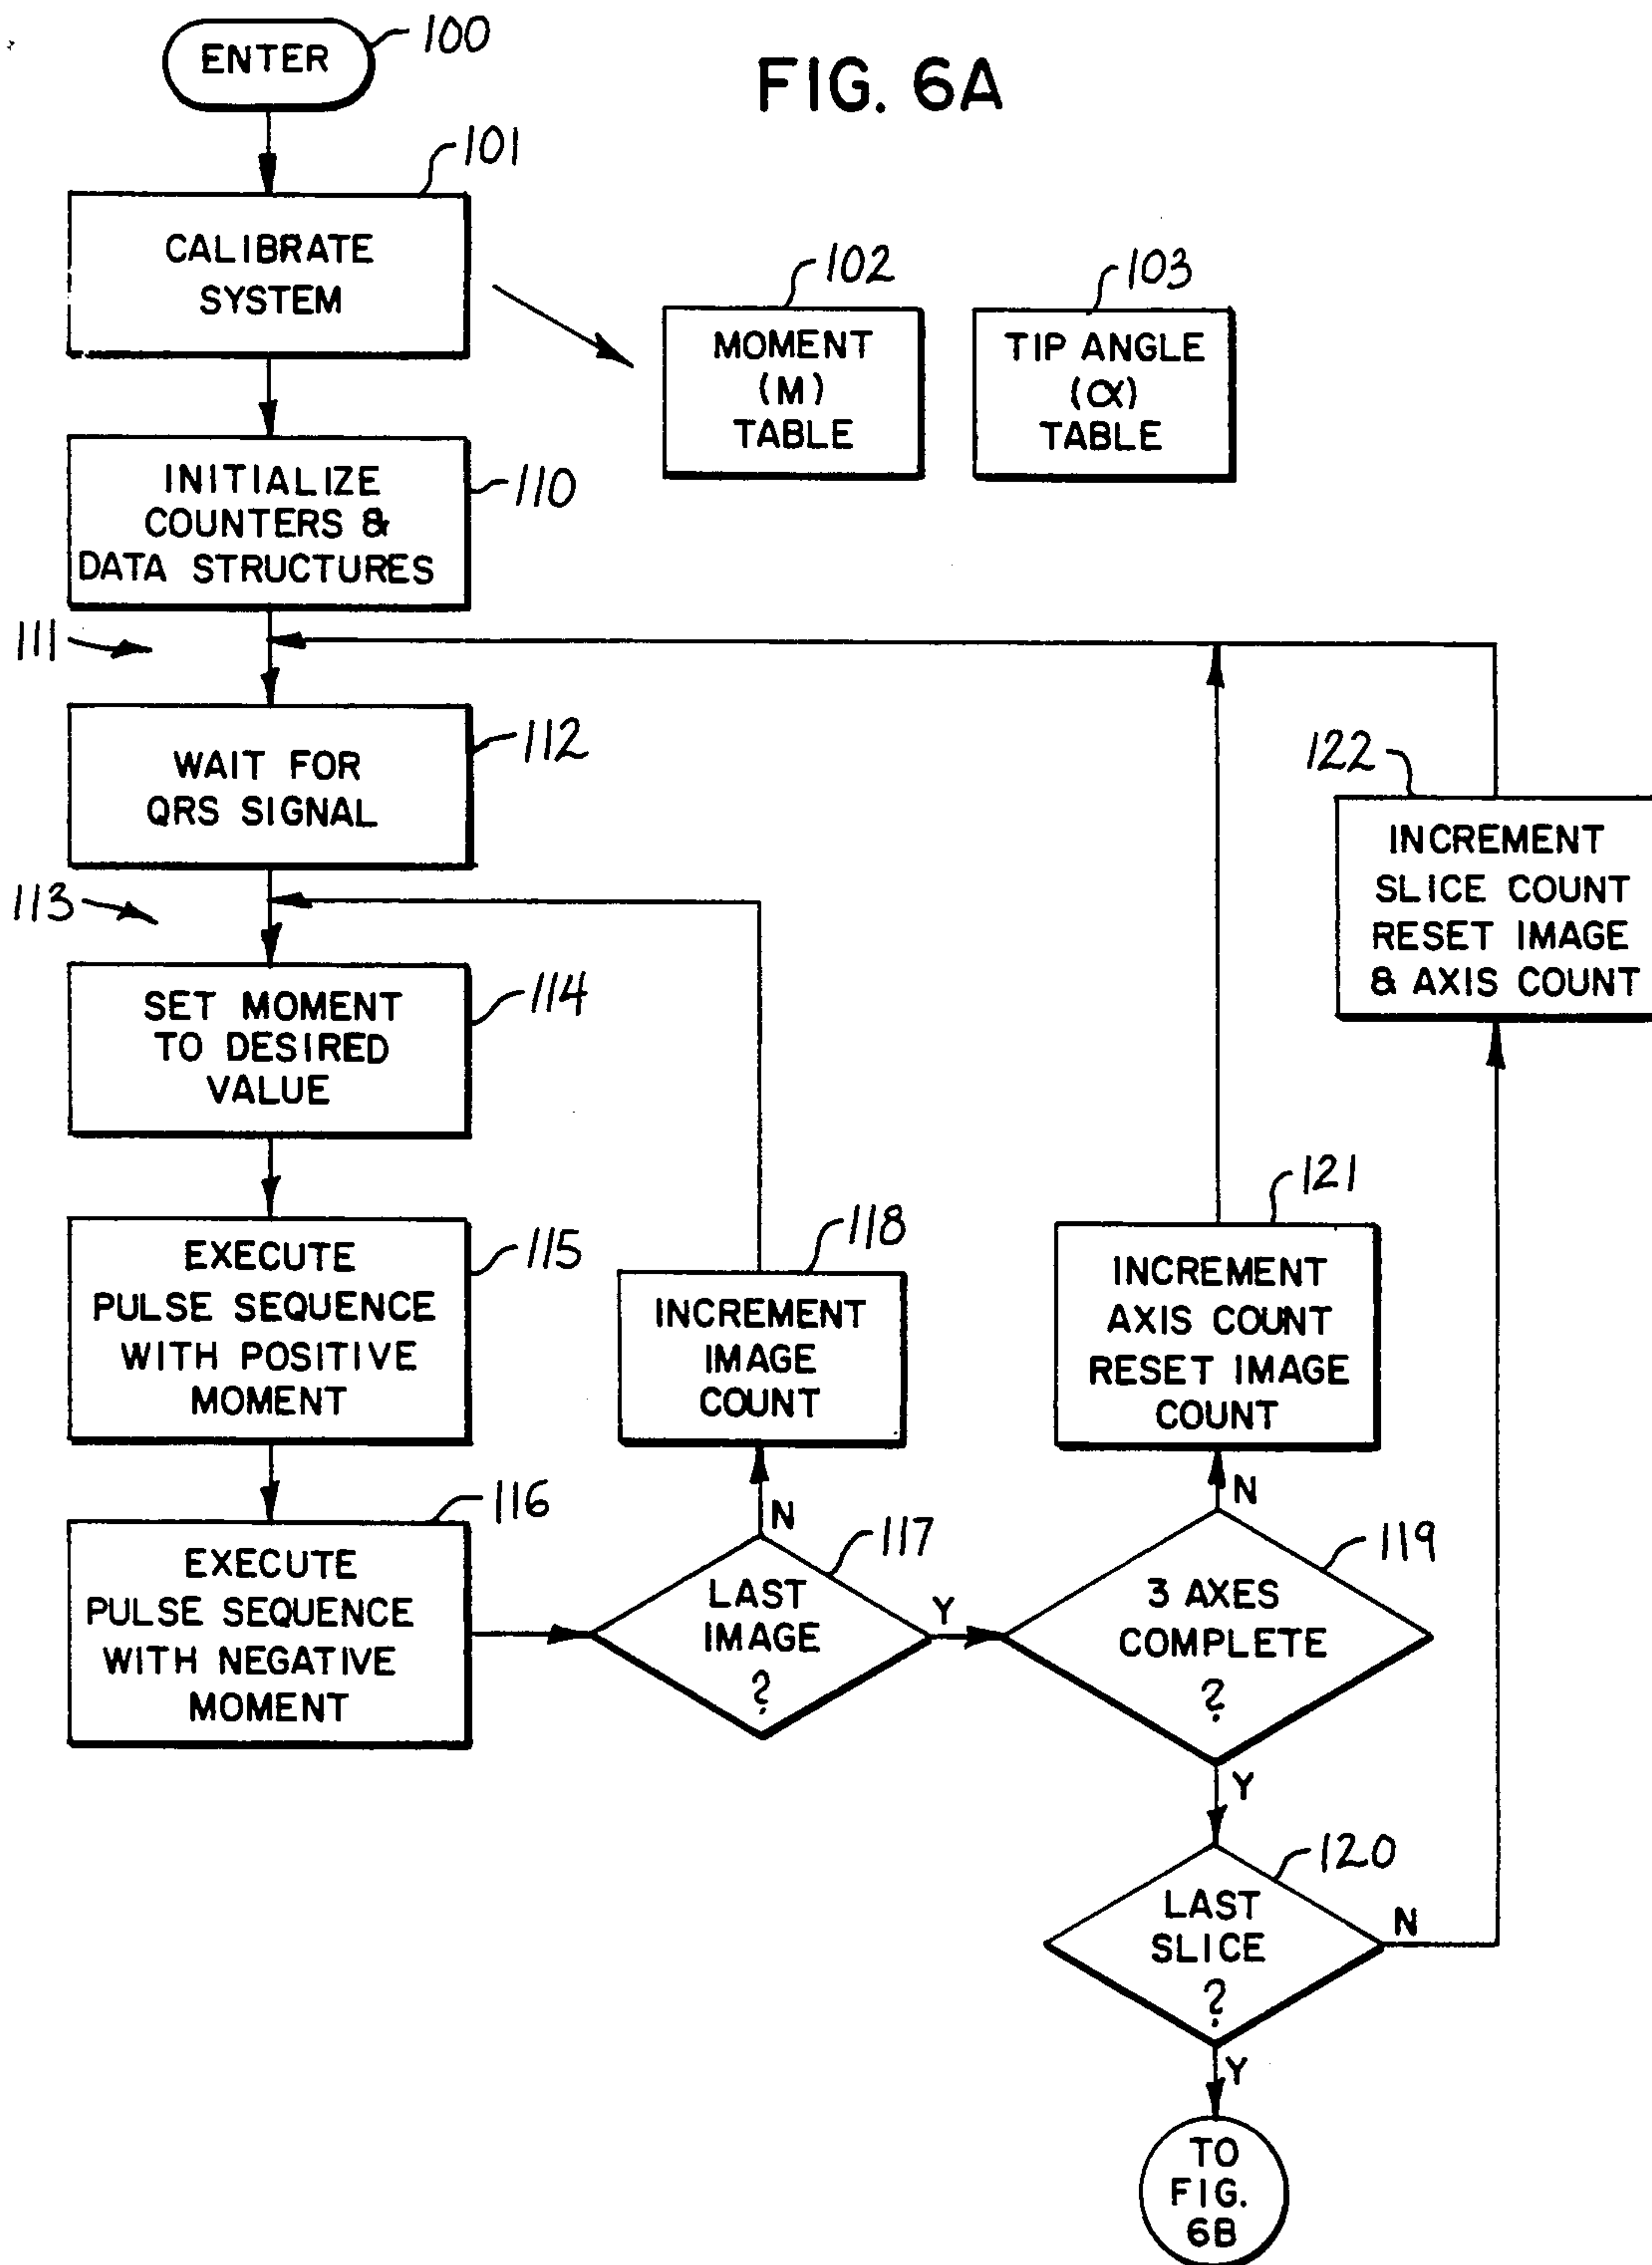 FIG. 6A
ENTER
100
101
CALIBRATE
SYSTEM
102
MOMENT
(M)
TABLE
103
TIP ANGLE
(α)
TABLE
INITIALIZE
COUNTERS &
DATA STRUCTURES
110
111
WAIT FOR
QRS SIGNAL
112
113
SET MOMENT
TO DESIRED
VALUE
114
EXECUTE
PULSE SEQUENCE
WITH POSITIVE
MOMENT
115
116
EXECUTE
PULSE SEQUENCE
WITH NEGATIVE
MOMENT
117
LAST
IMAGE
?
N
Y
118
INCREMENT
IMAGE
COUNT
119
3 AXES
COMPLETE
?
N
Y
121
INCREMENT
AXIS COUNT
RESET IMAGE
COUNT
122
INCREMENT
SLICE COUNT
RESET IMAGE
& AXIS COUNT
120
LAST
SLICE
?
N
Y
TO
FIG.
6B